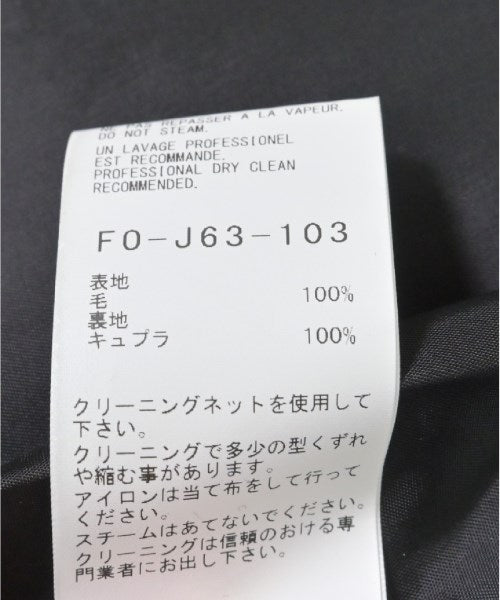 NE PAS REPASSER A LA VAPEUR.
DO NOT STEAM.
UN LAVAGE PROFESSIONEL
EST RECOMMANDE.
PROFESSIONAL DRY CLEAN
RECOMMENDED.
FO-J63-103
表地
毛 100%
裏地
キュプラ 100%
クリーニングネットを使用して
下さい。
クリーニングで多少の型くずれ
や縮む事があります。
アイロンは当て布をして行って
ください。
スチームはあてないでください。
クリーニングは信頼のおける専
門業者にお出し下さい。